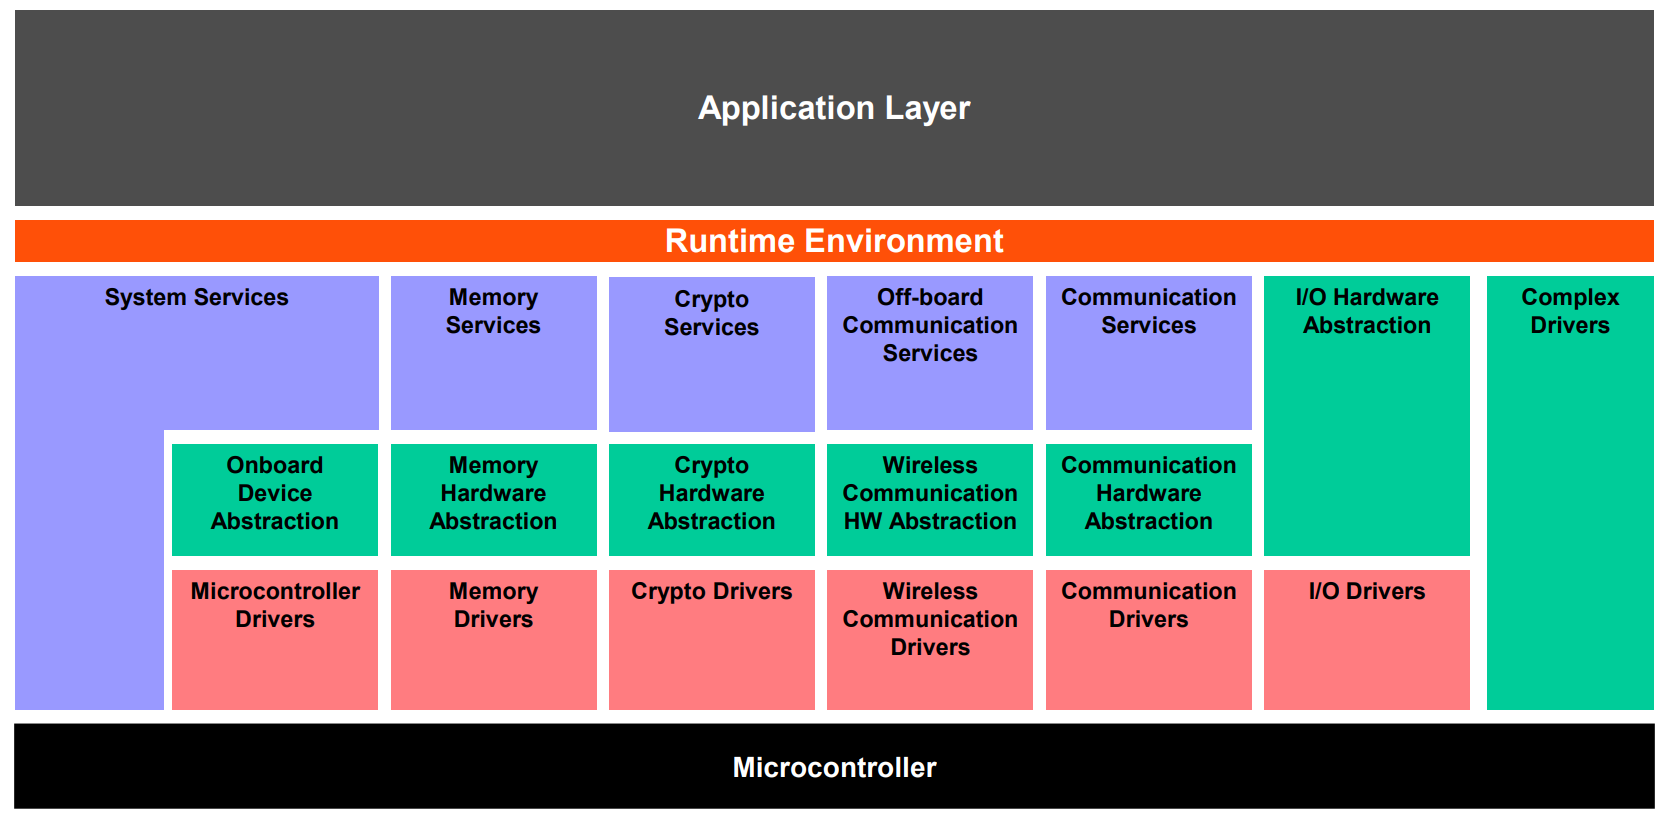 Application Layer
Runtime Environment
System Services
Memory
Services
Crypto
Services
Off-board
Communication
Services
Communication
Services
I/O Hardware
Abstraction
Complex
Drivers
Onboard
Device
Abstraction
Memory
Hardware
Abstraction
Crypto
Hardware
Abstraction
Wireless
Communication
HW Abstraction
Communication
Hardware
Abstraction
Microcontroller
Drivers
Memory
Drivers
Crypto Drivers
Wireless
Communication
Drivers
Communication
Drivers
I/O Drivers
Microcontroller